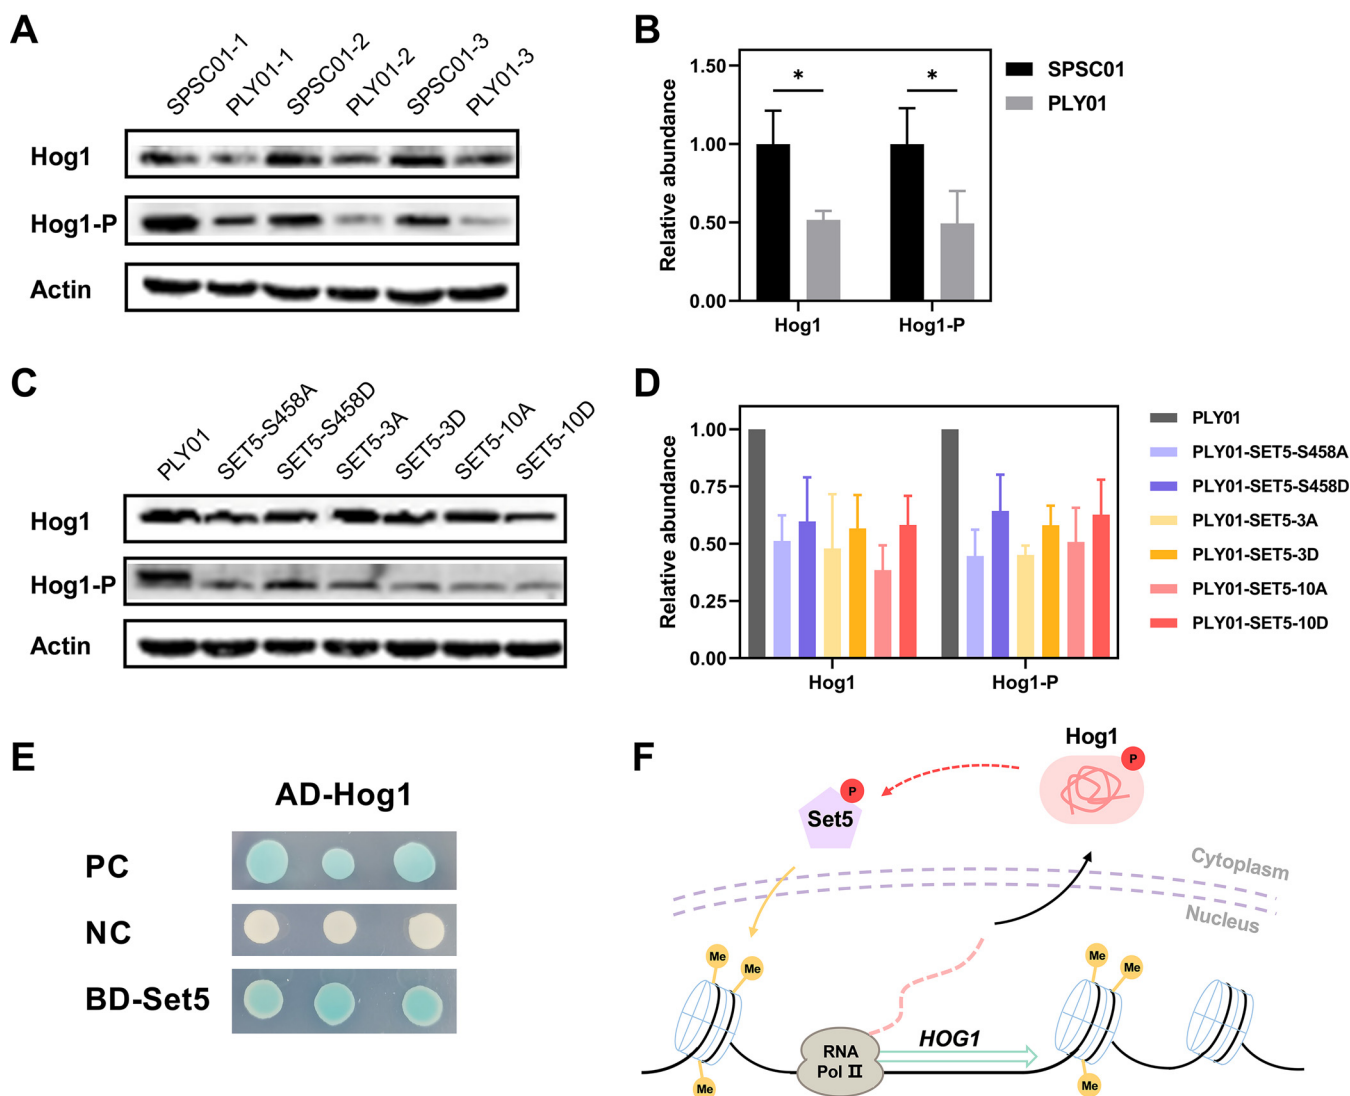 A
SPSC01-1
PLY01-1
SPSC01-2
PLY01-2
SPSC01-3
PLY01-3
Hog1
Hog1-P
Actin
B
Relative abundance
1.50
1.00
0.50
0.00
*
*
Hog1
Hog1-P
SPSC01
PLY01
C
PLY01
SET5-S458A
SET5-S458D
SET5-3A
SET5-3D
SET5-10A
SET5-10D
Hog1
Hog1-P
Actin
D
Relative abundance
1.00
0.75
0.50
0.25
0.00
Hog1
Hog1-P
PLY01
PLY01-SET5-S458A
PLY01-SET5-S458D
PLY01-SET5-3A
PLY01-SET5-3D
PLY01-SET5-10A
PLY01-SET5-10D
E
AD-Hog1
PC
NC
BD-Set5
F
Hog1
P
P
Set5
Cytoplasm
Nucleus
Me
Me
Me
RNA
Pol II
HOG1
Me
Me
Me